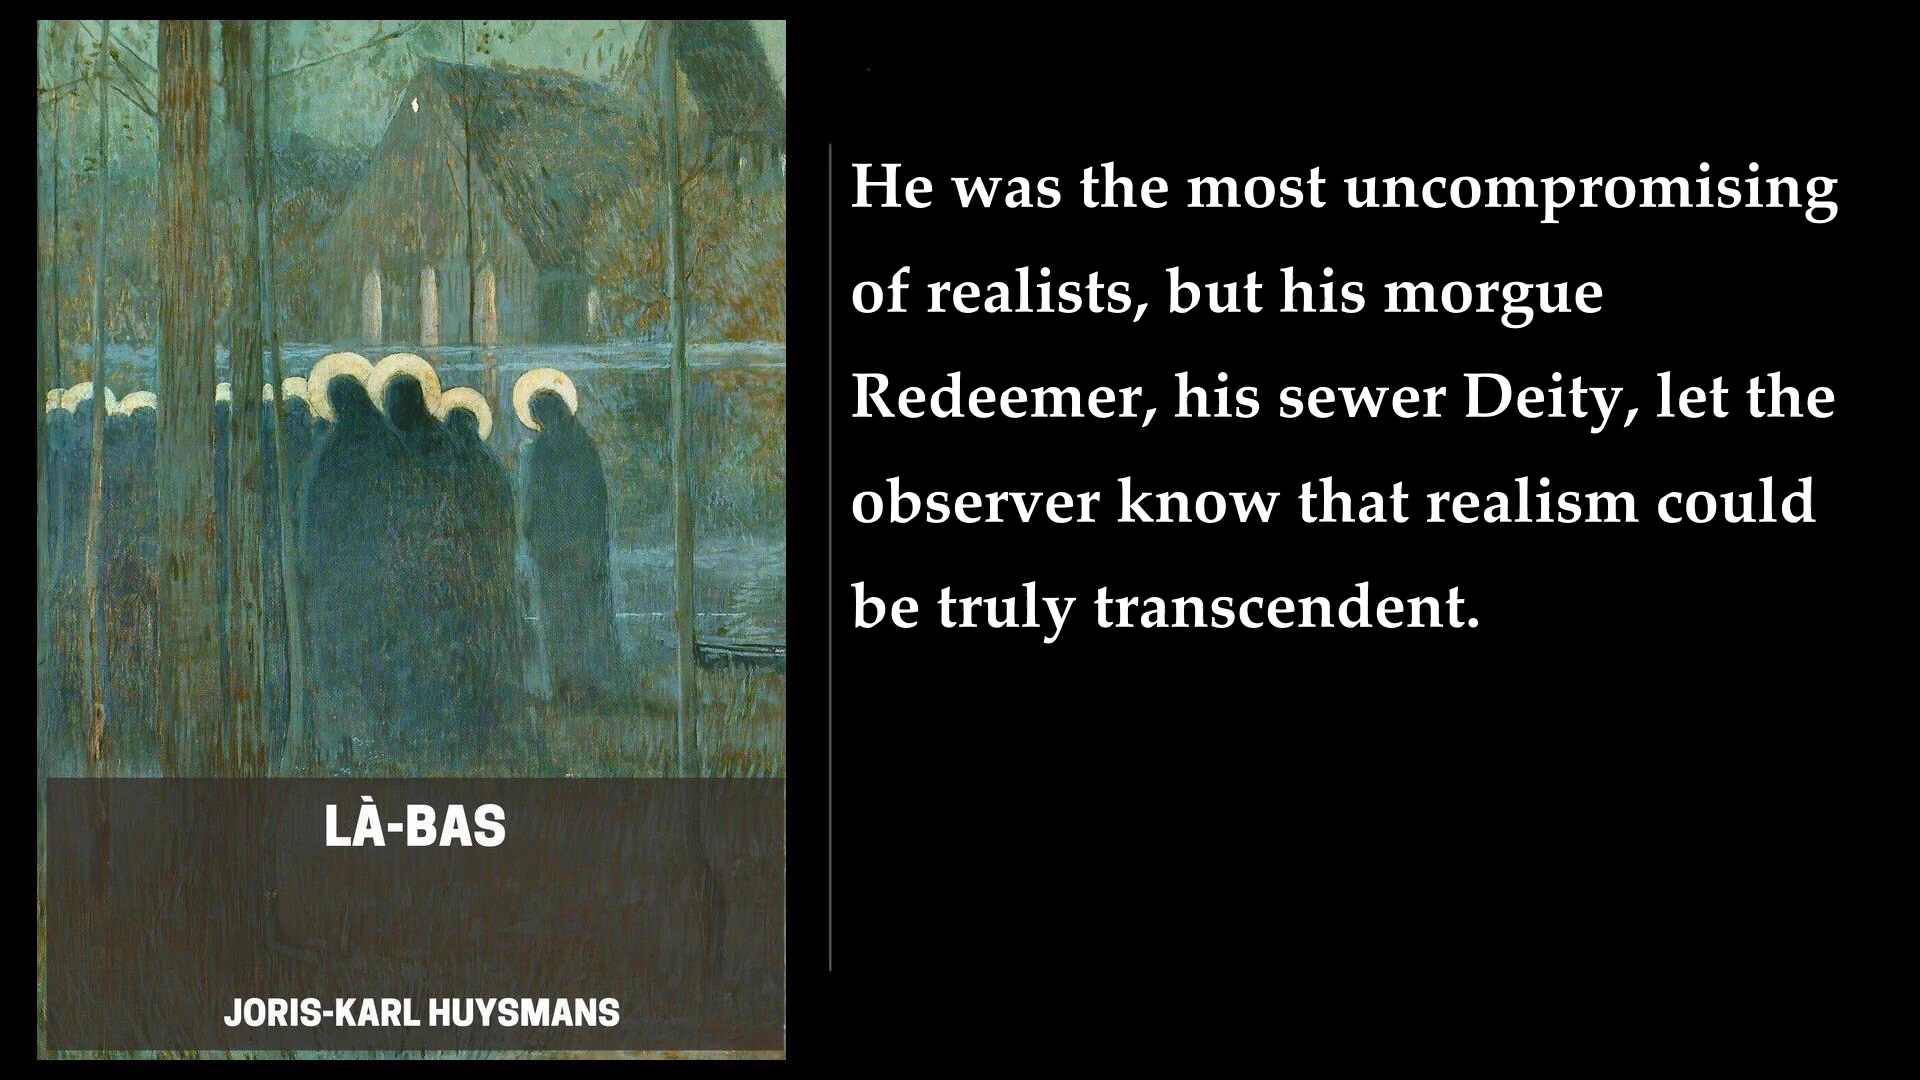 LÀ-BAS
JORIS-KARL HUYSMANS
He was the most uncompromising
of realists, but his morgue
Redeemer, his sewer Deity, let the
observer know that realism could
be truly transcendent.